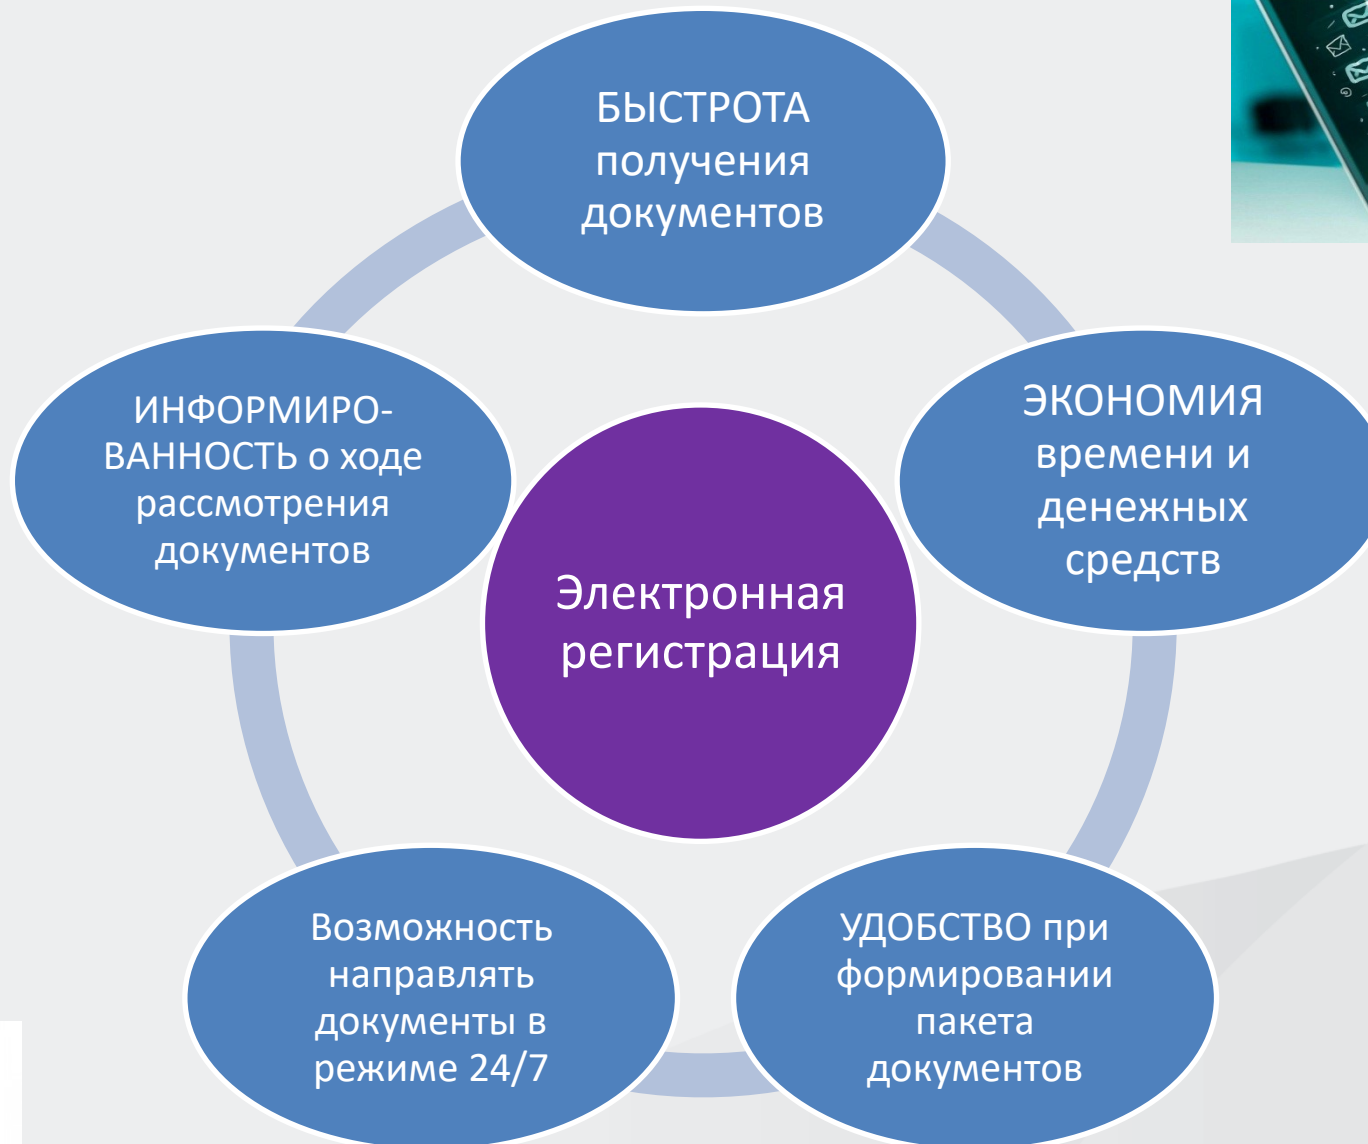 БЫСТРОТА
получения
документов
ИНФОРМИРО-
ВАННОСТЬ о ходе
рассмотрения
документов
ЭКОНОМИЯ
времени и
денежных
средств
Электронная
регистрация
Возможность
направлять
документы в
режиме 24/7
УДОБСТВО при
формировании
пакета
документов